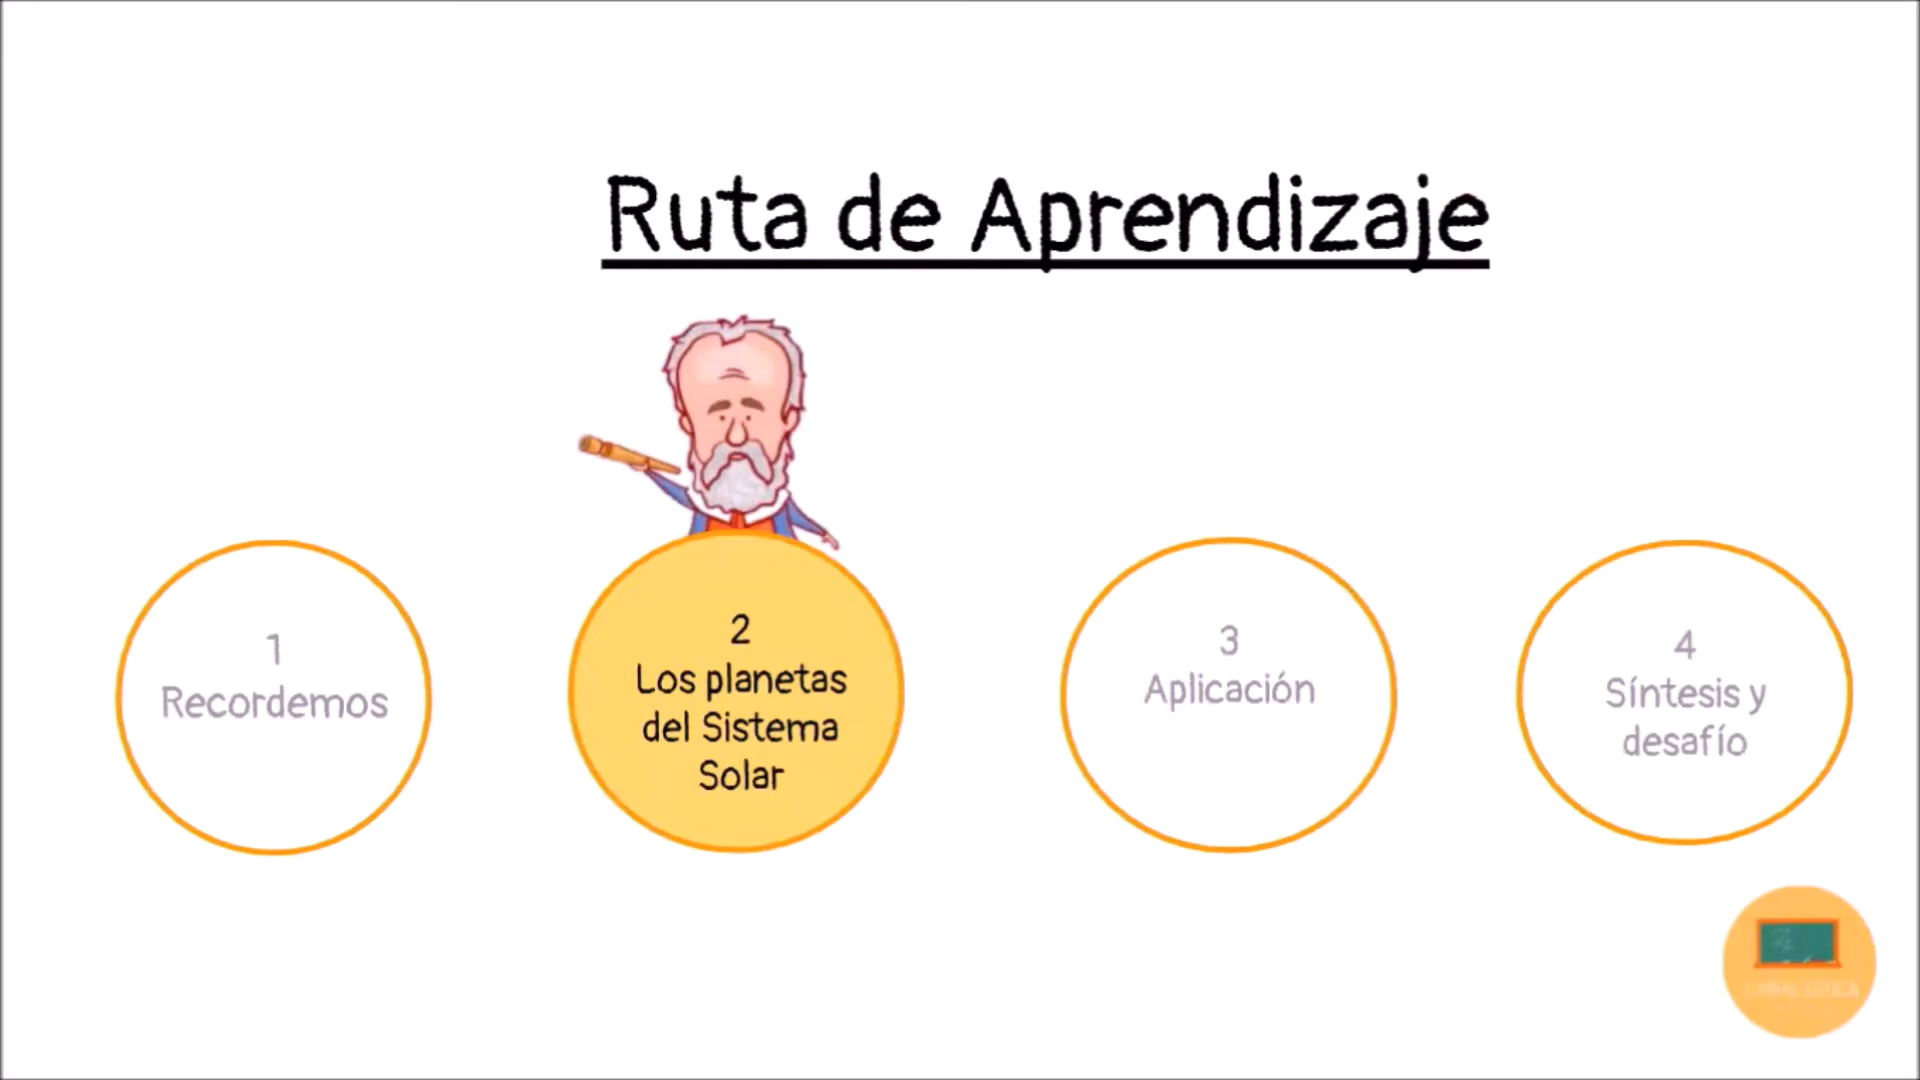 Ruta de Aprendizaje
1
Recordemos
2
Los planetas
del Sistema
Solar
3
Aplicación
4
Síntesis y
desafío